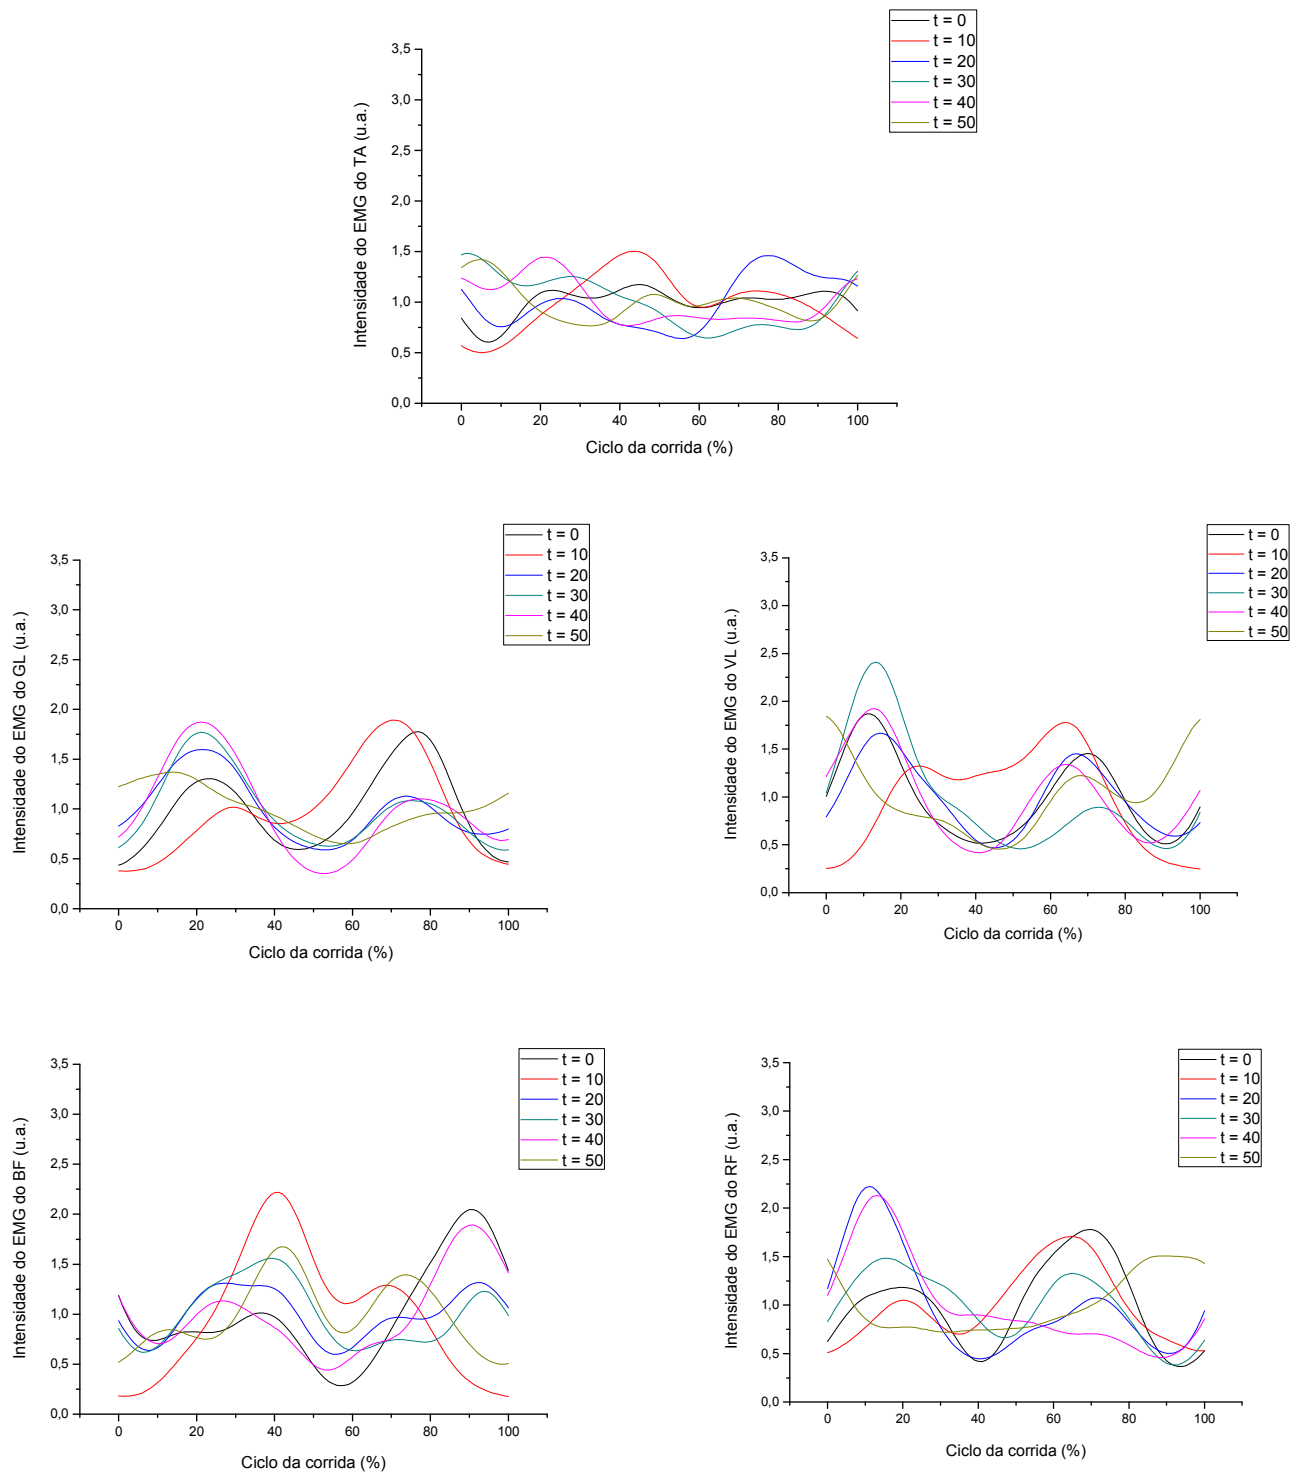 t = 0
t = 10
t = 20
t = 30
t = 40
t = 50
3,5
3,0
2,5
2,0
1,5
1,0
0,5
0,0
Intensidade do EMG do TA (u.a.)
0 20 40 60 80 100
Ciclo da corrida (%)
t = 0
t = 10
t = 20
t = 30
t = 40
t = 50
3,5
3,0
2,5
2,0
1,5
1,0
0,5
0,0
Intensidade do EMG do GL (u.a.)
0 20 40 60 80 100
Ciclo da corrida (%)
t = 0
t = 10
t = 20
t = 30
t = 40
t = 50
3,5
3,0
2,5
2,0
1,5
1,0
0,5
0,0
Intensidade do EMG do VL (u.a.)
0 20 40 60 80 100
Ciclo da corrida (%)
t = 0
t = 10
t = 20
t = 30
t = 40
t = 50
3,5
3,0
2,5
2,0
1,5
1,0
0,5
0,0
Intensidade do EMG do BF (u.a.)
0 20 40 60 80 100
Ciclo da corrida (%)
t = 0
t = 10
t = 20
t = 30
t = 40
t = 50
3,5
3,0
2,5
2,0
1,5
1,0
0,5
0,0
Intensidade do EMG do RF (u.a.)
0 20 40 60 80 100
Ciclo da corrida (%)